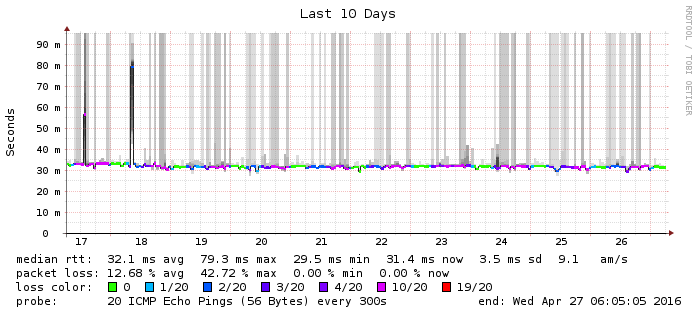 Last 10 Days
RRDTOOL / TOBI OETIKER
Seconds
90 m
80 m
70 m
60 m
50 m
40 m
30 m
20 m
10 m
0
17 18 19 20 21 22 23 24 25 26
median rtt: 32.1 ms avg 79.3 ms max 29.5 ms min 31.4 ms now 3.5 ms sd 9.1 am/s
packet loss: 12.68 % avg 42.72 % max 0.00 % min 0.00 % now
loss color: 0 1/20 2/20 3/20 4/20 10/20 19/20
probe: 20 ICMP Echo Pings (56 Bytes) every 300s end: Wed Apr 27 06:05:05 2016